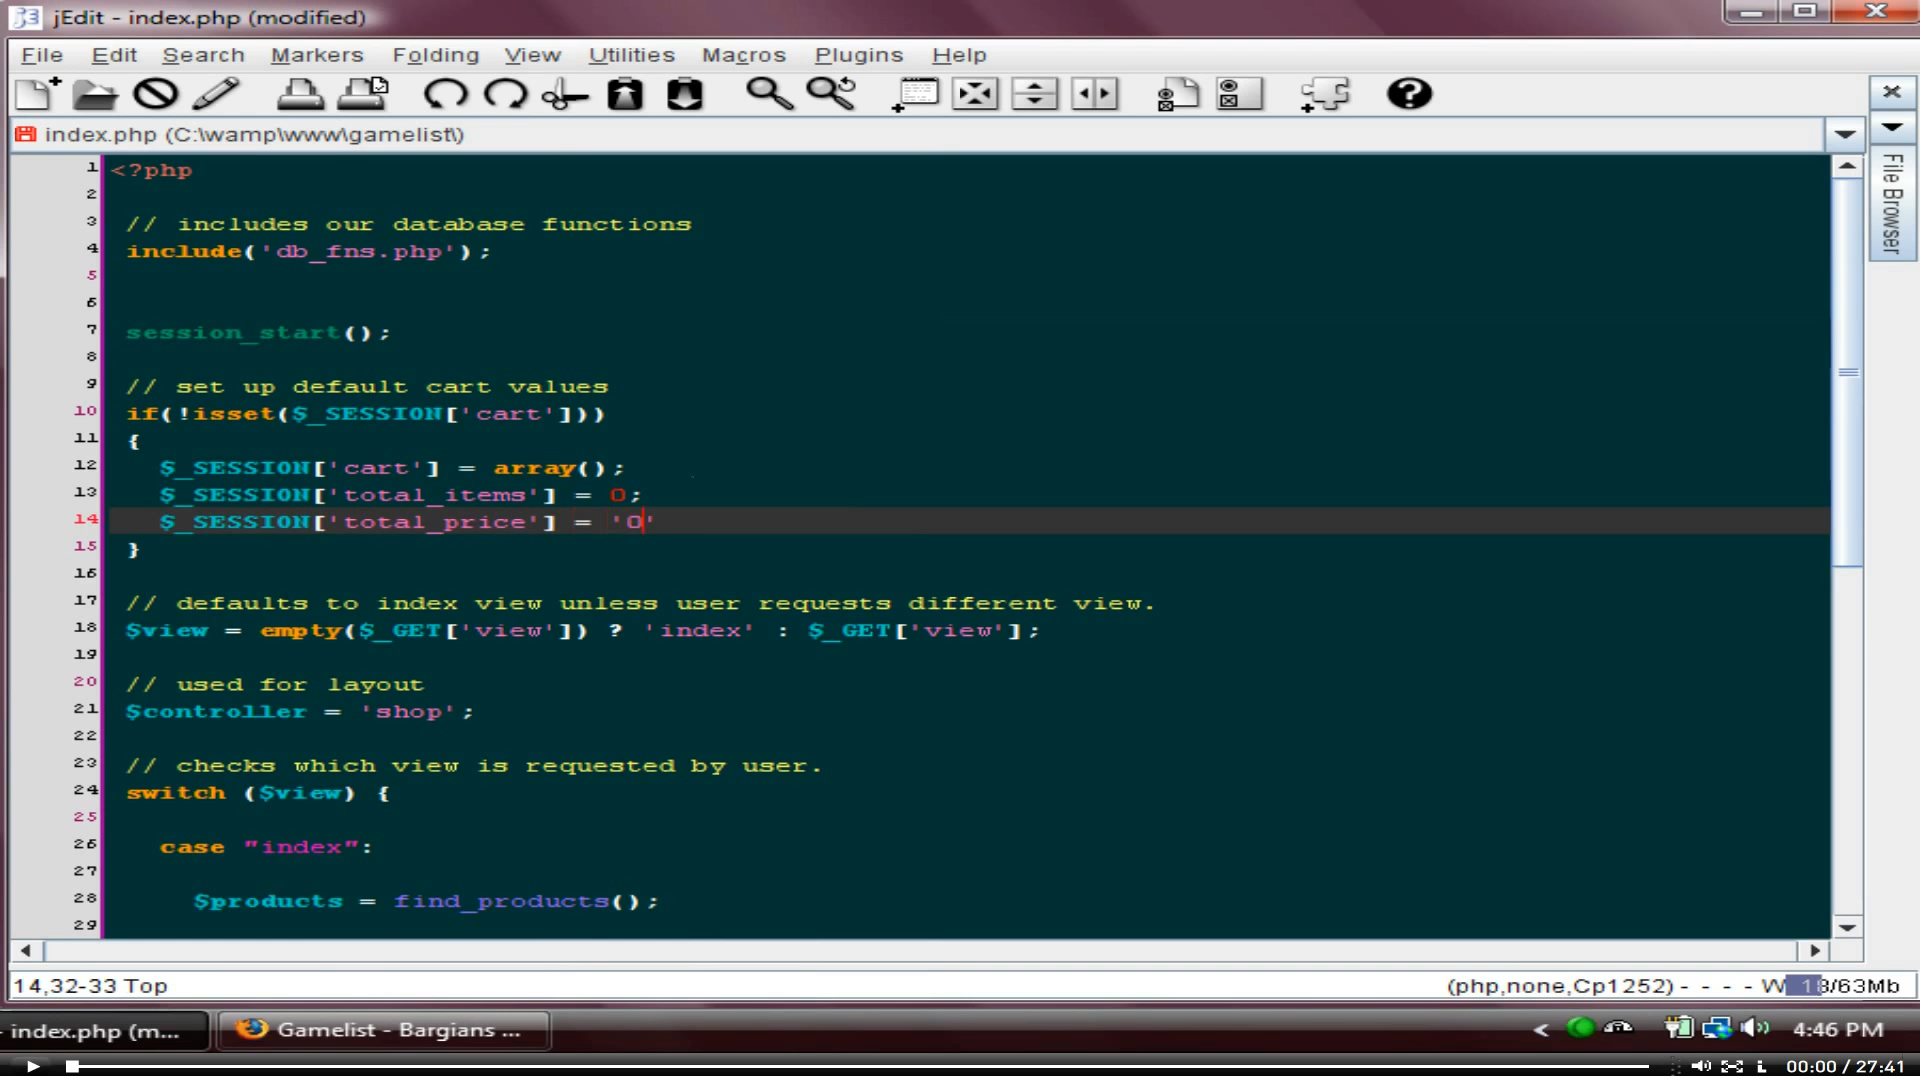 jEdit - index.php (modified)
File Edit Search Markers Folding View Utilities Macros Plugins Help
index.php (C:\wamp\www\gamelist\)
File Browser
1 <?php
2
3 // includes our database functions
4 include('db_fns.php');
5
6
7 session_start();
8
9 // set up default cart values
10 if(!isset($_SESSION['cart']))
11 {
12 $_SESSION['cart'] = array();
13 $_SESSION['total_items'] = 0;
14 $_SESSION['total_price'] = '0'
15 }
16
17 // defaults to index view unless user requests different view.
18 $view = empty($_GET['view']) ? 'index' : $_GET['view'];
19
20 // used for layout
21 $controller = 'shop';
22
23 // checks which view is requested by user.
24 switch ($view) {
25
26 case "index":
27
28 $products = find_products();
29
14,32-33 Top
(php,none,Cp1252) - - - - W 18/63Mb
- index.php (m...
Gamelist - Bargians ...
4:46 PM
00:00 / 27:41